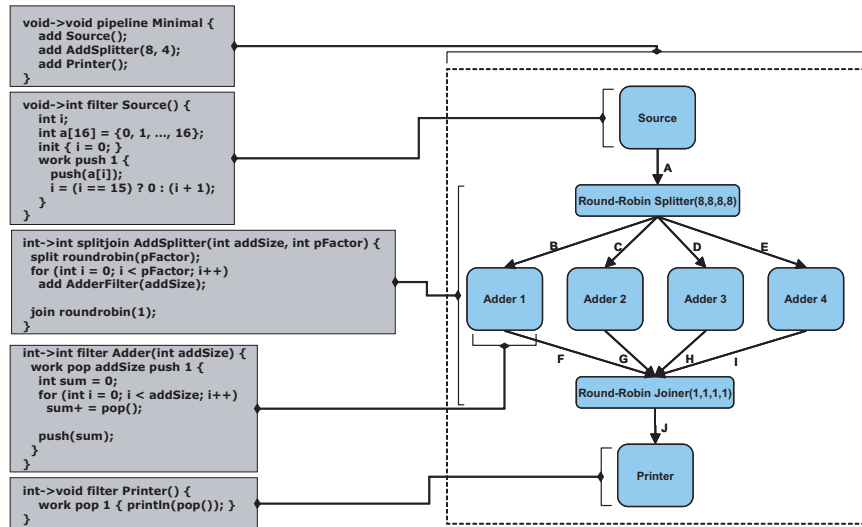 void->void pipeline Minimal {
add Source();
add AddSplitter(8, 4);
add Printer();
}
void->int filter Source() {
int i;
int a[16] = {0, 1, ..., 16};
init { i = 0; }
work push 1 {
push(a[i]);
i = (i == 15) ? 0 : (i + 1);
}
}
int->int splitjoin AddSplitter(int addSize, int pFactor) {
split roundrobin(pFactor);
for (int i = 0; i < pFactor; i++)
add AdderFilter(addSize);
join roundrobin(1);
}
int->int filter Adder(int addSize) {
work pop addSize push 1 {
int sum = 0;
for (int i = 0; i < addSize; i++)
sum+ = pop();
push(sum);
}
}
int->void filter Printer() {
work pop 1 { println(pop()); }
}
Source
A
Round-Robin Splitter(8,8,8,8)
B C D E
Adder 1 Adder 2 Adder 3 Adder 4
F G H I
Round-Robin Joiner(1,1,1,1)
J
Printer